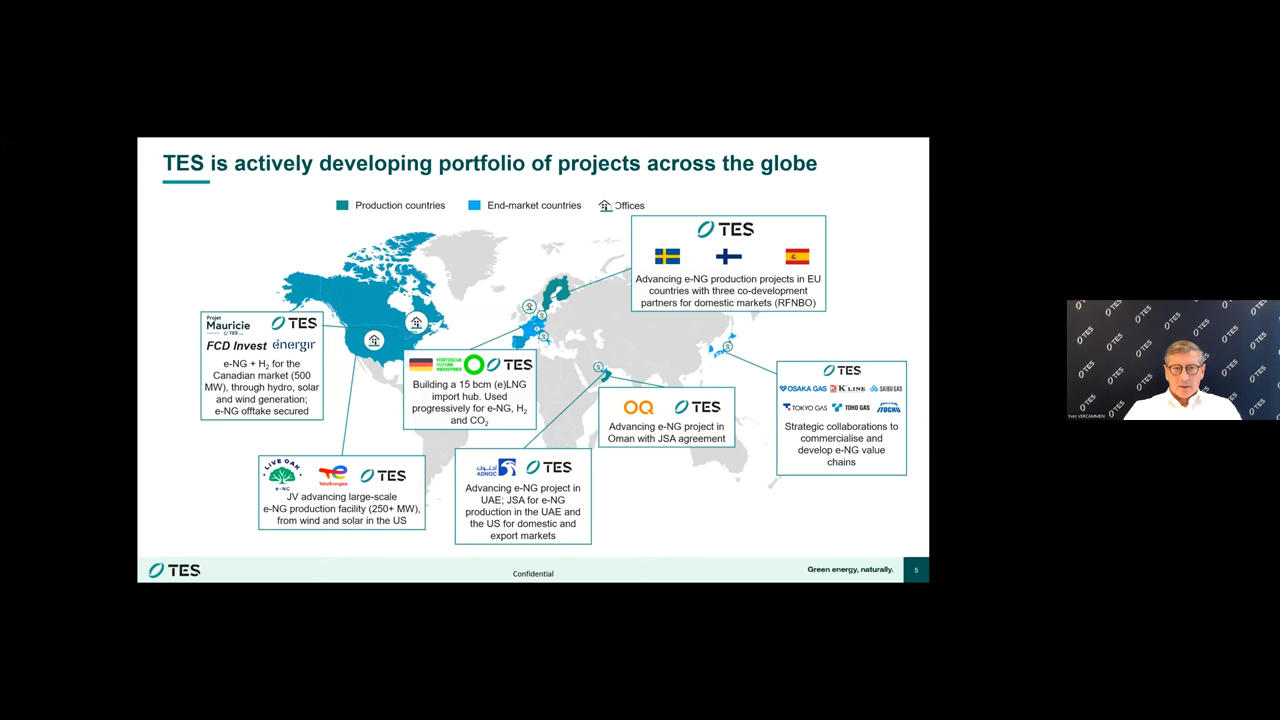 TES is actively developing portfolio of projects across the globe
Production countries
End-market countries
Offices
TES
Advancing e-NG production projects in EU
countries with three co-development
partners for domestic markets (RFNBO)
Projet
Mauricie
TES
FCD Invest énergir
e-NG + H₂ for the
Canadian market (500
MW), through hydro, solar
and wind generation;
e-NG offtake secured
FORTESCUE
FUTURE
INDUSTRIES
TES
Building a 15 bcm (e)LNG
import hub. Used
progressively for e-NG, H₂
and CO₂
OQ TES
Advancing e-NG project in
Oman with JSA agreement
TES
OSAKA GAS K LINE SAIBU GAS
TOKYO GAS TOHO GAS ITOCHU
Strategic collaborations to
commercialise and
develop e-NG value
chains
LIVE OAK
e-NG
TotalEnergies
TES
JV advancing large-scale
e-NG production facility (250+ MW),
from wind and solar in the US
أدنوك
ADNOC
TES
Advancing e-NG project in
UAE; JSA for e-NG
production in the UAE and
the US for domestic and
export markets
TES
Confidential
Green energy, naturally.
5
TES
Yves VERCAMMEN